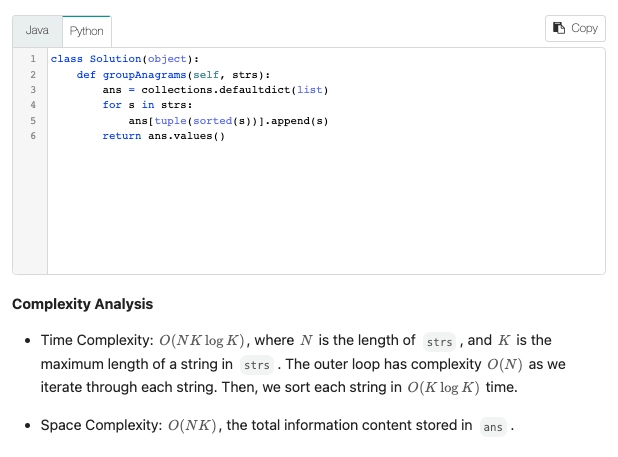 Java Python Copy
1 class Solution(object):
2 def groupAnagrams(self, strs):
3 ans = collections.defaultdict(list)
4 for s in strs:
5 ans[tuple(sorted(s))].append(s)
6 return ans.values()
Complexity Analysis
• Time Complexity: O(NK log K), where N is the length of strs , and K is the
maximum length of a string in strs . The outer loop has complexity O(N) as we
iterate through each string. Then, we sort each string in O(K log K) time.
• Space Complexity: O(NK), the total information content stored in ans .